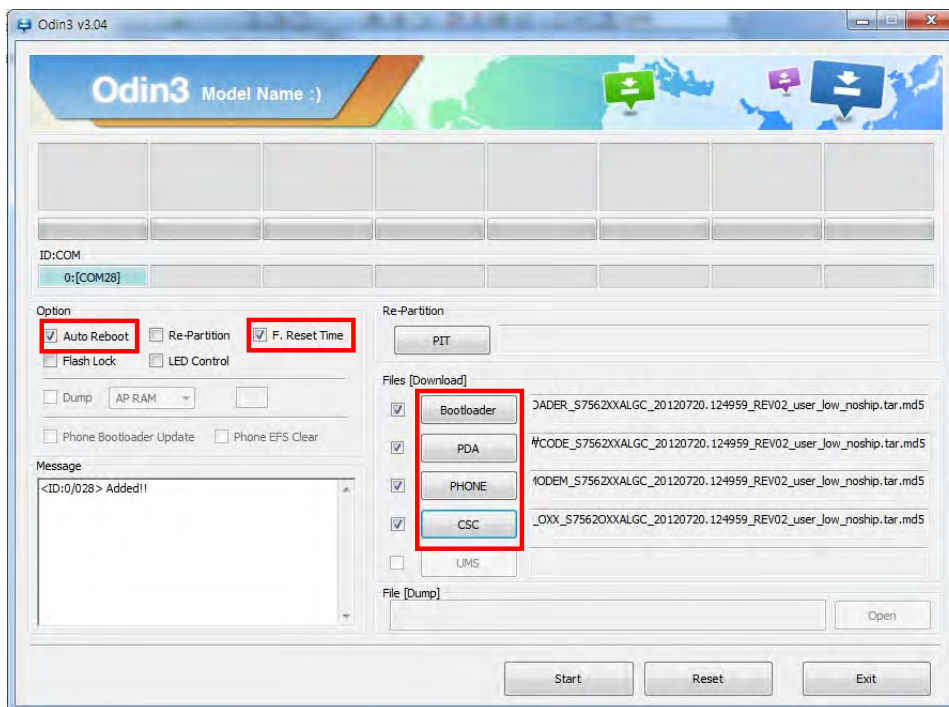 Odin3 v3.04
Odin3 Model Name :)
ID:COM
0:[COM28]
Option
Auto Reboot Re-Partition F. Reset Time
Flash Lock LED Control
Dump AP RAM
Phone Bootloader Update Phone EFS Clear
Message
<ID:0/028> Added!!
Re-Partition
PIT
Files [Download]
Bootloader OADER_S7562XXALGC_20120720.124959_REV02_user_low_noship.tar.md5
PDA ₩CODE_S7562XXALGC_20120720.124959_REV02_user_low_noship.tar.md5
PHONE MODEM_S7562XXALGC_20120720.124959_REV02_user_low_noship.tar.md5
CSC _OXX_S7562OXXALGC_20120720.124959_REV02_user_low_noship.tar.md5
UMS
File [Dump]
Open
Start Reset Exit